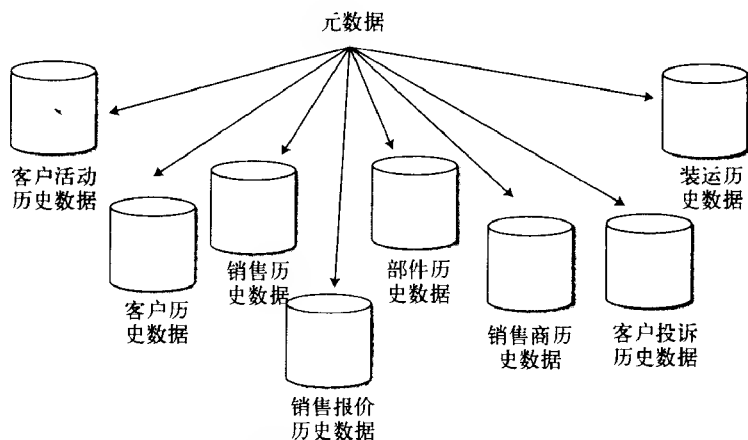 元数据
客户活动
历史数据
装运历
史数据
销售历
史数据
部件历
史数据
客户历
史数据
销售商历
史数据
客户投诉
历史数据
销售报价
历史数据